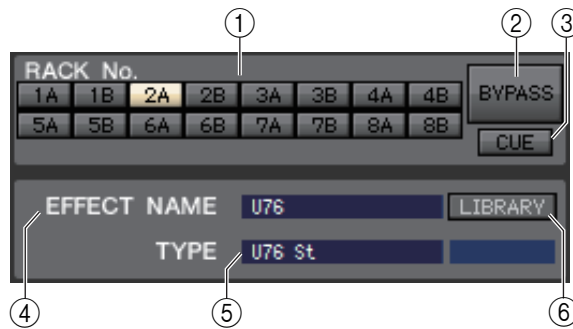 ① ② ③
RACK No.
1A 1B 2A 2B 3A 3B 4A 4B BYPASS
5A 5B 6A 6B 7A 7B 8A 8B
CUE
EFFECT NAME U76 LIBRARY
TYPE U76 St
④ ⑤ ⑥